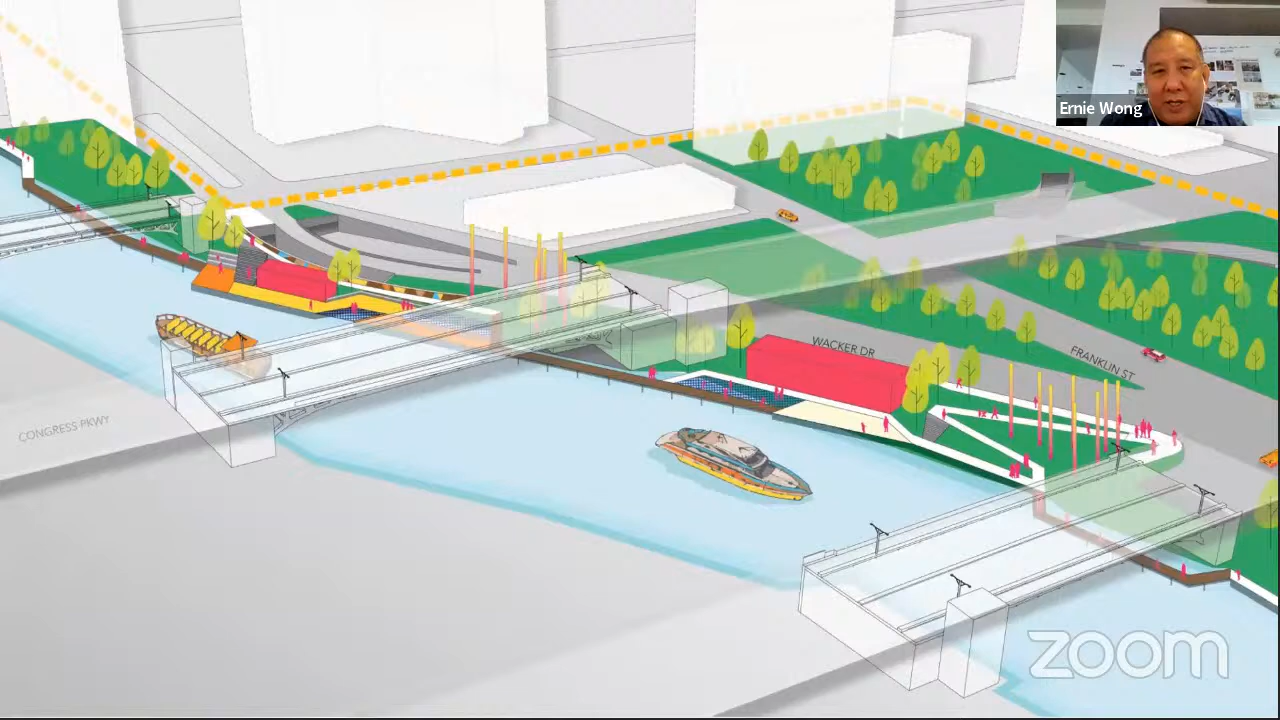 Ernie Wong
WACKER DR
FRANKLIN ST
CONGRESS PKWY
zoom